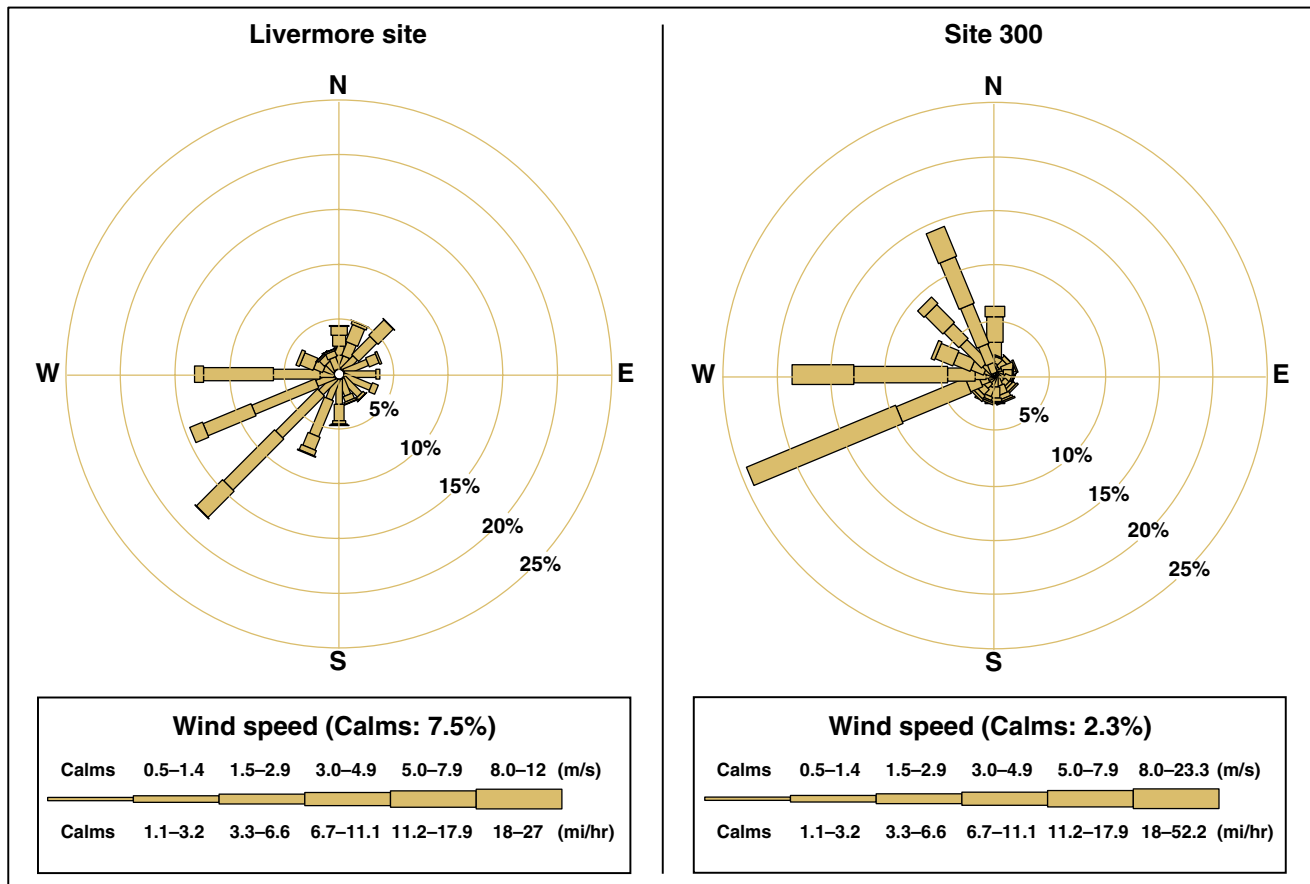 Livermore site
N
W
E
5%
10%
15%
20%
25%
S
Wind speed (Calms: 7.5%)
Calms 0.5–1.4 1.5–2.9 3.0–4.9 5.0–7.9 8.0–12 (m/s)
Calms 1.1–3.2 3.3–6.6 6.7–11.1 11.2–17.9 18–27 (mi/hr)
Site 300
N
W
E
5%
10%
15%
20%
25%
S
Wind speed (Calms: 2.3%)
Calms 0.5–1.4 1.5–2.9 3.0–4.9 5.0–7.9 8.0–23.3 (m/s)
Calms 1.1–3.2 3.3–6.6 6.7–11.1 11.2–17.9 18–52.2 (mi/hr)